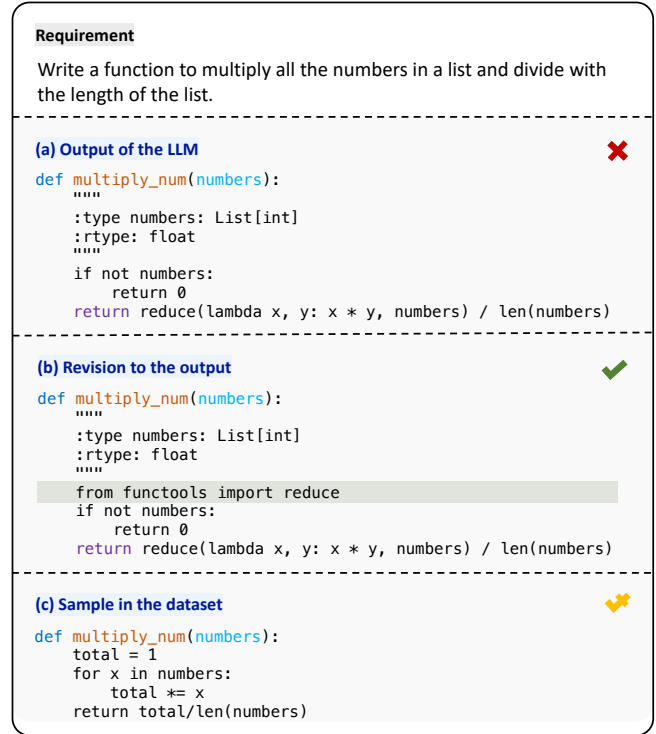 Requirement
Write a function to multiply all the numbers in a list and divide with
the length of the list.
(a) Output of the LLM
def multiply_num(numbers):
    """
    :type numbers: List[int]
    :rtype: float
    """
    if not numbers:
        return 0
    return reduce(lambda x, y: x * y, numbers) / len(numbers)
(b) Revision to the output
def multiply_num(numbers):
    """
    :type numbers: List[int]
    :rtype: float
    """
    from functools import reduce
    if not numbers:
        return 0
    return reduce(lambda x, y: x * y, numbers) / len(numbers)
(c) Sample in the dataset
def multiply_num(numbers):
    total = 1
    for x in numbers:
        total *= x
    return total/len(numbers)